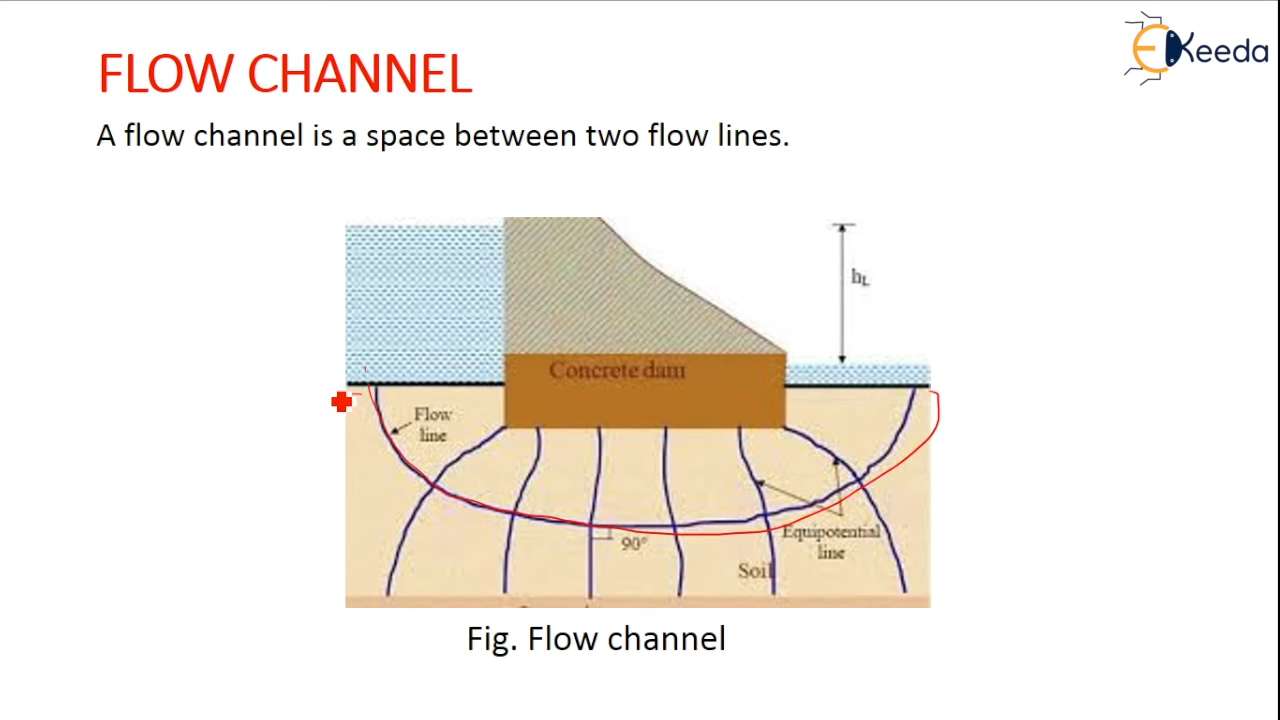 FLOW CHANNEL
EKeeda
A flow channel is a space between two flow lines.
hL
Concrete dam
Flow
line
Equipotential
line
90°
Soil
Fig. Flow channel